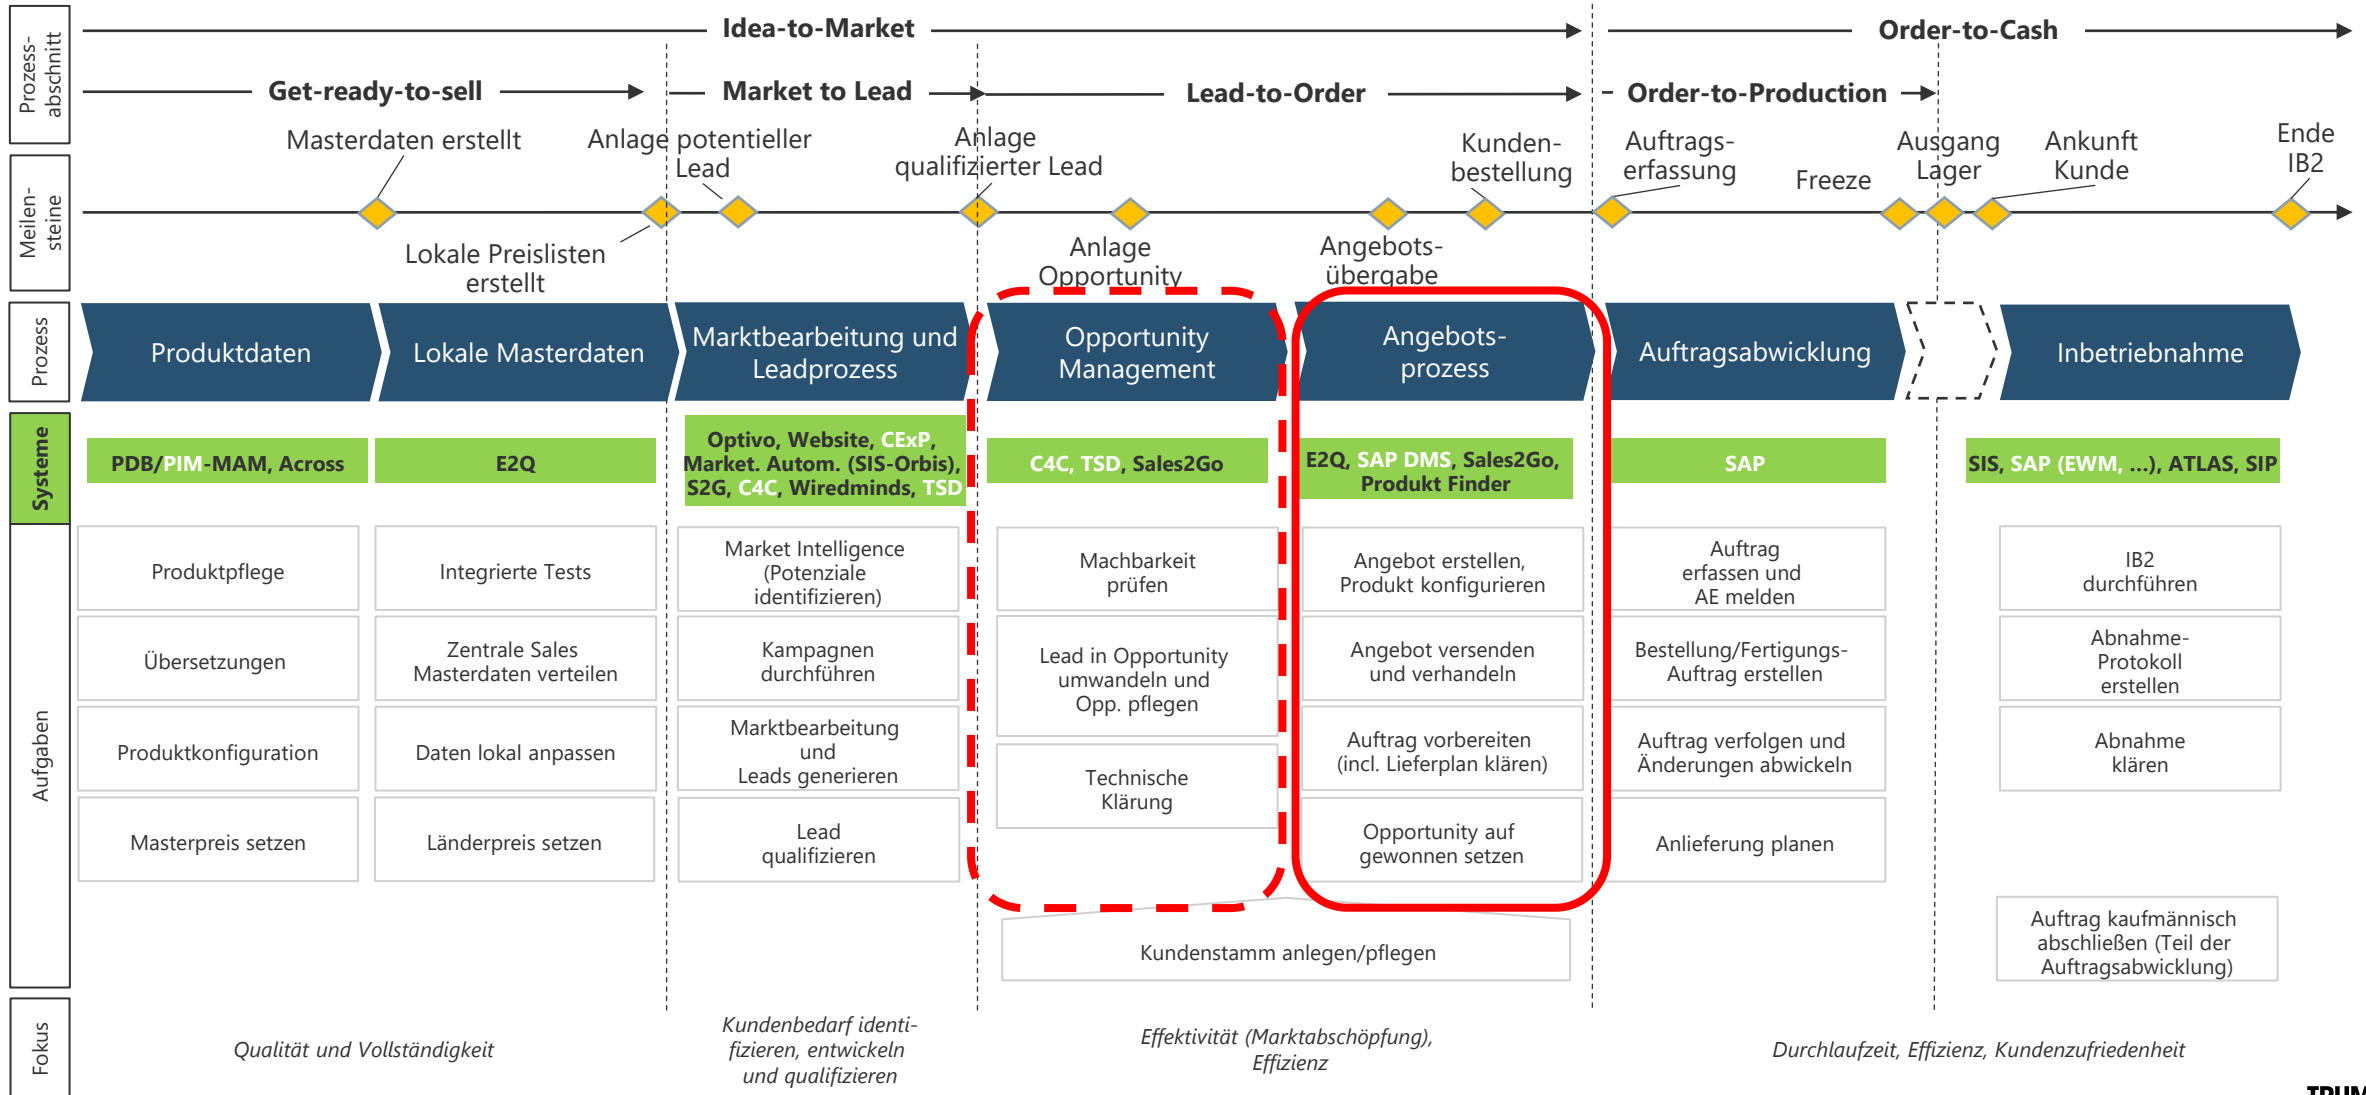 Prozess-
abschnitt
Idea-to-Market
Order-to-Cash
Get-ready-to-sell
Market to Lead
Lead-to-Order
Order-to-Production
Meilen-
steine
Masterdaten erstellt
Lokale Preislisten
erstellt
Anlage potentieller
Lead
Anlage
qualifizierter Lead
Anlage
Opportunity
Angebots-
übergabe
Kunden-
bestellung
Auftrags-
erfassung
Freeze
Ausgang
Lager
Ankunft
Kunde
Ende
IB2
Prozess
Produktdaten
Lokale Masterdaten
Marktbearbeitung und
Leadprozess
Opportunity
Management
Angebots-
prozess
Auftragsabwicklung
Inbetriebnahme
Systeme
PDB/PIM-MAM, Across
E2Q
Optivo, Website, CExP,
Market. Autom. (SIS-Orbis),
S2G, C4C, Wiredminds, TSD
C4C, TSD, Sales2Go
E2Q, SAP DMS, Sales2Go,
Produkt Finder
SAP
SIS, SAP (EWM, ...), ATLAS, SIP
Aufgaben
Produktpflege
Übersetzungen
Produktkonfiguration
Masterpreis setzen
Integrierte Tests
Zentrale Sales
Masterdaten verteilen
Daten lokal anpassen
Länderpreis setzen
Market Intelligence
(Potenziale
identifizieren)
Kampagnen
durchführen
Marktbearbeitung
und
Leads generieren
Lead
qualifizieren
Machbarkeit
prüfen
Lead in Opportunity
umwandeln und
Opp. pflegen
Technische
Klärung
Angebot erstellen,
Produkt konfigurieren
Angebot versenden
und verhandeln
Auftrag vorbereiten
(incl. Lieferplan klären)
Opportunity auf
gewonnen setzen
Kundenstamm anlegen/pflegen
Auftrag
erfassen und
AE melden
Bestellung/Fertigungs-
Auftrag erstellen
Auftrag verfolgen und
Änderungen abwickeln
Anlieferung planen
IB2
durchführen
Abnahme-
Protokoll
erstellen
Abnahme
klären
Auftrag kaufmännisch
abschließen (Teil der
Auftragsabwicklung)
Fokus
Qualität und Vollständigkeit
Kundenbedarf identi-
fizieren, entwickeln
und qualifizieren
Effektivität (Marktabschöpfung),
Effizienz
Durchlaufzeit, Effizienz, Kundenzufriedenheit